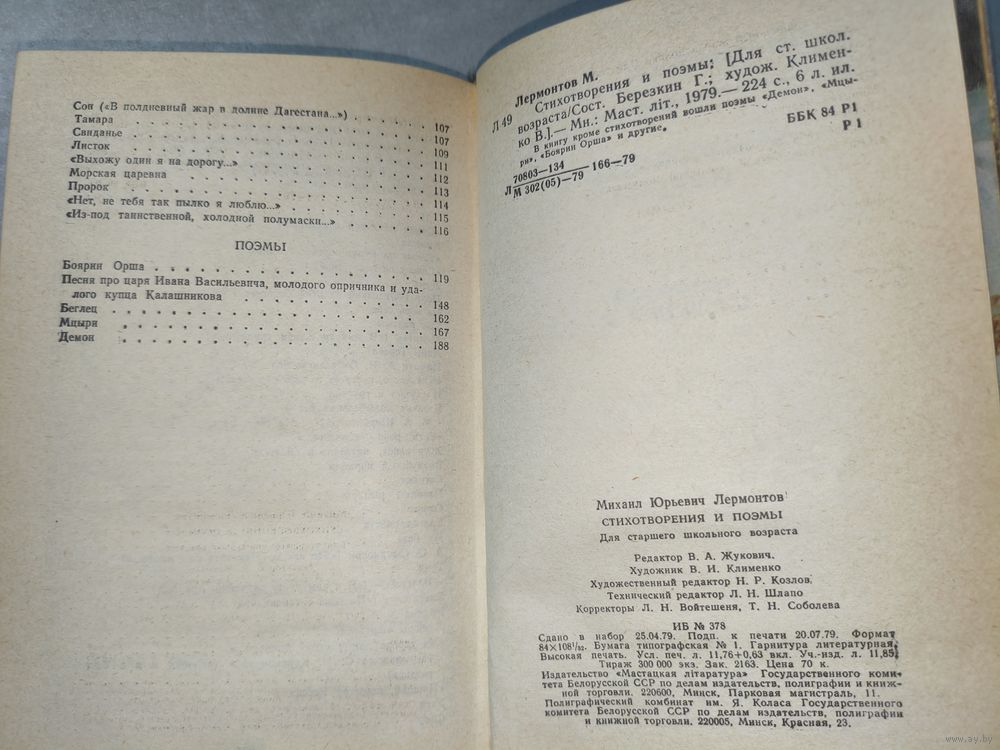 Сон («В полдневный жар в долине Дагестана...») . . . . . . . 107
Тамара . . . . . . . . . . . . . . . . . . 107
Свиданье . . . . . . . . . . . . . . . . . 109
Листок . . . . . . . . . . . . . . . . . . 111
«Выхожу один я на дорогу...» . . . . . . . . . . 112
Морская царевна . . . . . . . . . . . . . . 113
Пророк . . . . . . . . . . . . . . . . . . 114
«Нет, не тебя так пылко я люблю...» . . . . . . . . 115
«Из-под таинственной, холодной полумаски...» . . . . . . 116
ПОЭМЫ
Боярин Орша . . . . . . . . . . . . . . . . 119
Песня про царя Ивана Васильевича, молодого опричника и уда-
лого купца Калашникова . . . . . . . . . . . . 148
Беглец . . . . . . . . . . . . . . . . . . 162
Мцыри . . . . . . . . . . . . . . . . . . 167
Демон . . . . . . . . . . . . . . . . . . 188
Лермонтов М.
Л 49 Стихотворения и поэмы: [Для ст. школ.
возраста/Сост. Березкин Г.; худож. Климен-
ко В.].— Мн.: Маст. літ., 1979.— 224 с., 6 л. ил.
В книгу кроме стихотворений вошли поэмы «Демон», «Мцы-
ри», «Боярин Орша» и другие.
Л 70803—134 166—79
М 302(05)—79
ББК 84 Р1
Р1
Михаил Юрьевич Лермонтов
СТИХОТВОРЕНИЯ И ПОЭМЫ
Для старшего школьного возраста
Редактор В. А. Жукович.
Художник В. И. Клименко
Художественный редактор Н. Р. Козлов.
Технический редактор Л. Н. Шлапо
Корректоры Л. Н. Войтешеня, Т. Н. Соболева
ИБ № 378
Сдано в набор 25.04.79. Подп. к печати 20.07.79. Формат
84×108¹/₃₂. Бумага типографская № 1. Гарнитура литературная.
Высокая печать. Усл. печ. л. 11,76+0,63 вкл. Уч.-изд. л. 11,85.
Тираж 300 000 экз. Зак. 2163. Цена 70 к.
Издательство «Мастацкая літаратура» Государственного коми-
тета Белорусской ССР по делам издательств, полиграфии и книж-
ной торговли. 220600, Минск, Парковая магистраль, 11.
Полиграфический комбинат им. Я. Коласа Государственного
комитета Белорусской ССР по делам издательств, полиграфии
и книжной торговли. 220005, Минск, Красная, 23.
www.ay.by